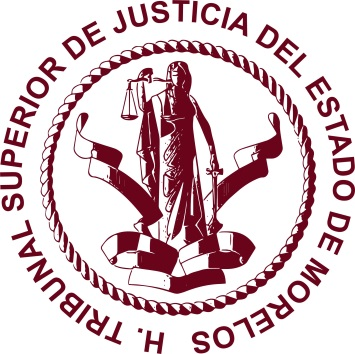 H. TRIBUNAL SUPERIOR DE JUSTICIA DEL ESTADO DE MORELOS